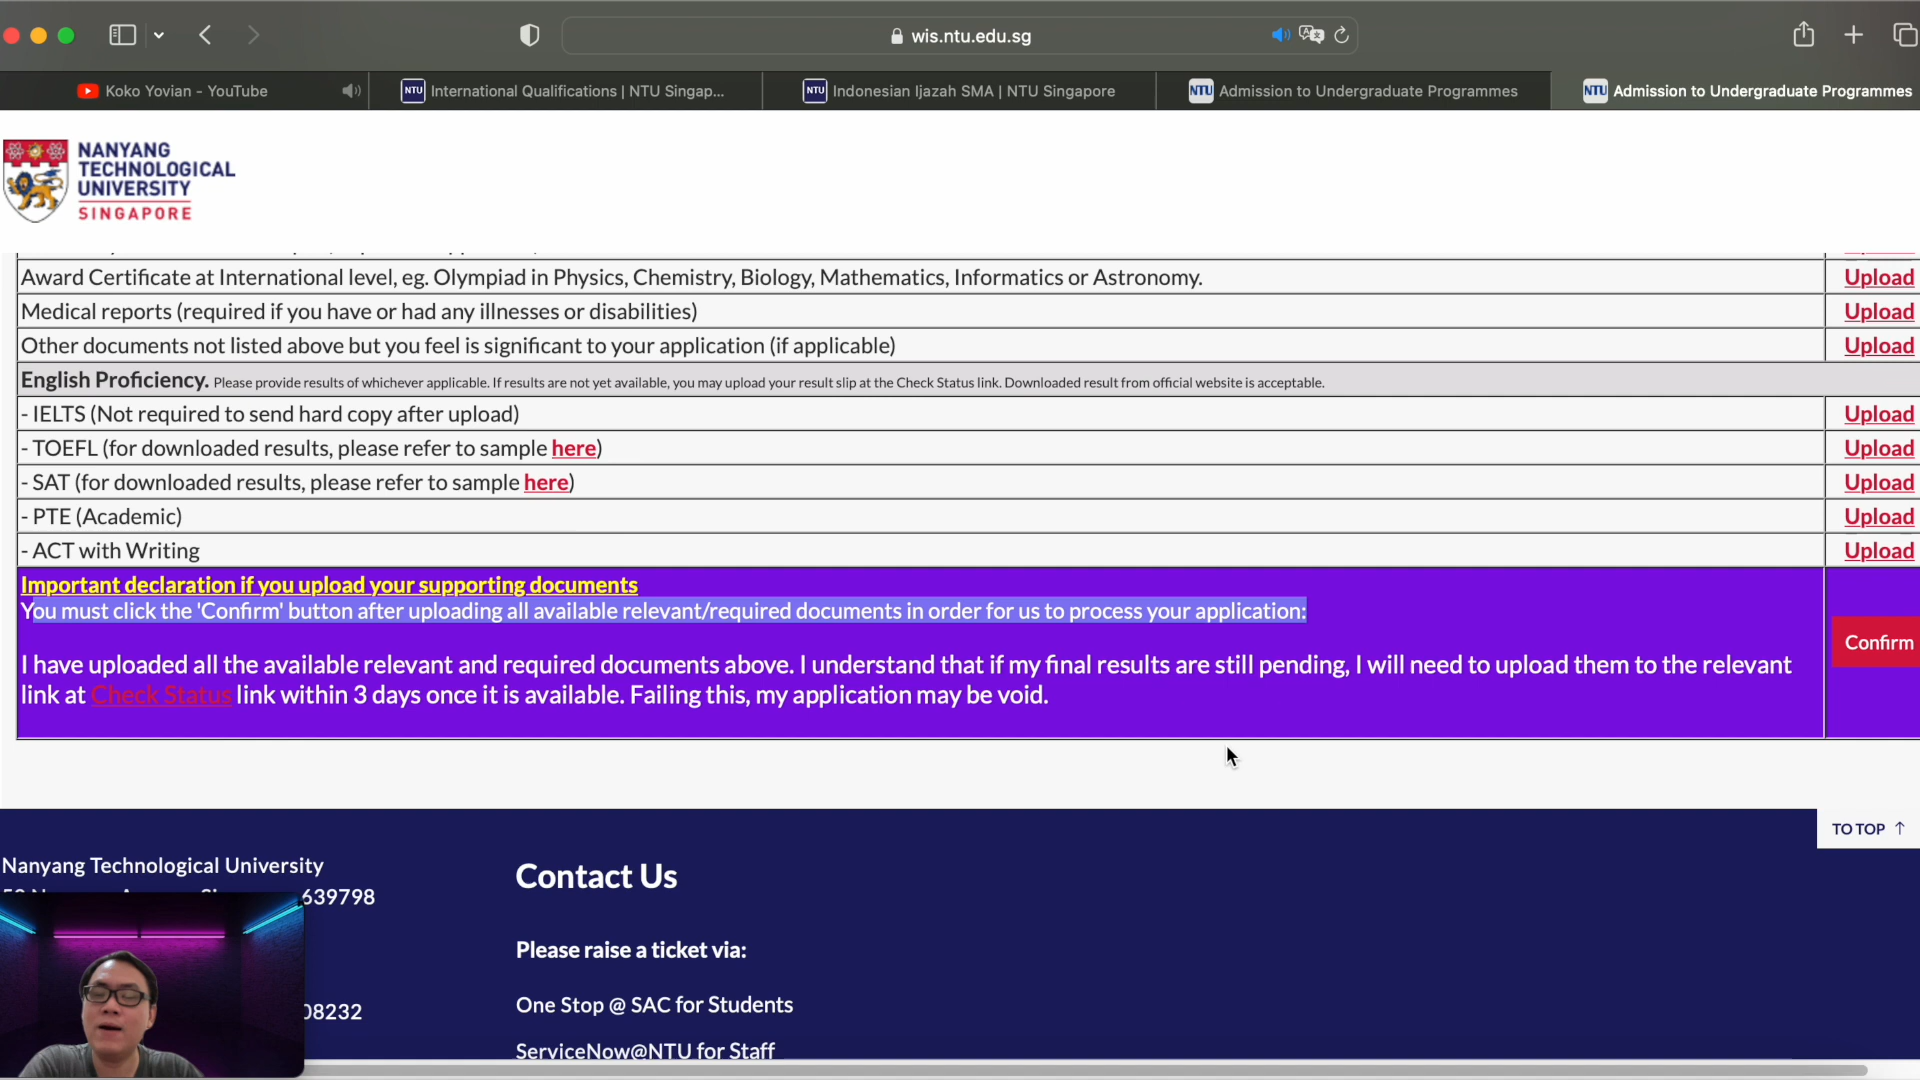 wis.ntu.edu.sg
Koko Yovian - YouTube
NTU International Qualifications | NTU Singap...
NTU Indonesian Ijazah SMA | NTU Singapore
NTU Admission to Undergraduate Programmes
NTU Admission to Undergraduate Programmes
NANYANG
TECHNOLOGICAL
UNIVERSITY
SINGAPORE
Award Certificate at International level, eg. Olympiad in Physics, Chemistry, Biology, Mathematics, Informatics or Astronomy. Upload
Medical reports (required if you have or had any illnesses or disabilities) Upload
Other documents not listed above but you feel is significant to your application (if applicable) Upload
English Proficiency. Please provide results of whichever applicable. If results are not yet available, you may upload your result slip at the Check Status link. Downloaded result from official website is acceptable.
- IELTS (Not required to send hard copy after upload) Upload
- TOEFL (for downloaded results, please refer to sample here) Upload
- SAT (for downloaded results, please refer to sample here) Upload
- PTE (Academic) Upload
- ACT with Writing Upload
Important declaration if you upload your supporting documents
You must click the 'Confirm' button after uploading all available relevant/required documents in order for us to process your application:
Confirm
I have uploaded all the available relevant and required documents above. I understand that if my final results are still pending, I will need to upload them to the relevant
link at Check Status link within 3 days once it is available. Failing this, my application may be void.
TO TOP ↑
Nanyang Technological University
639798
08232
Contact Us
Please raise a ticket via:
One Stop @ SAC for Students
ServiceNow@NTU for Staff